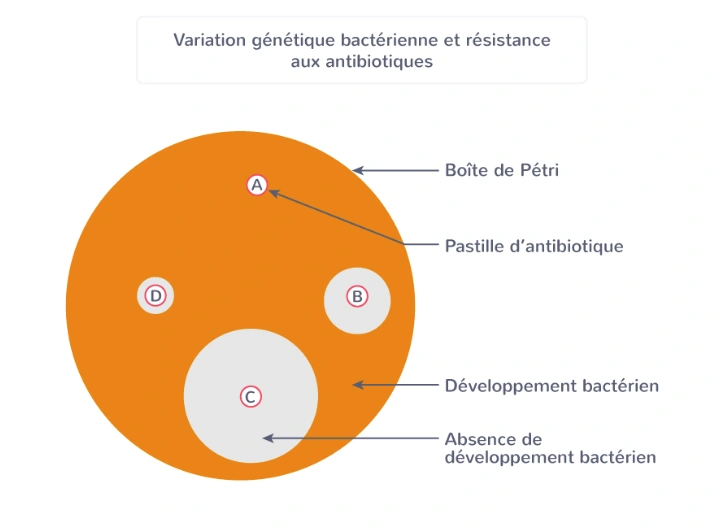 Variation génétique bactérienne et résistance
aux antibiotiques
A
Boîte de Pétri
Pastille d'antibiotique
D
B
C
Développement bactérien
Absence de
développement bactérien